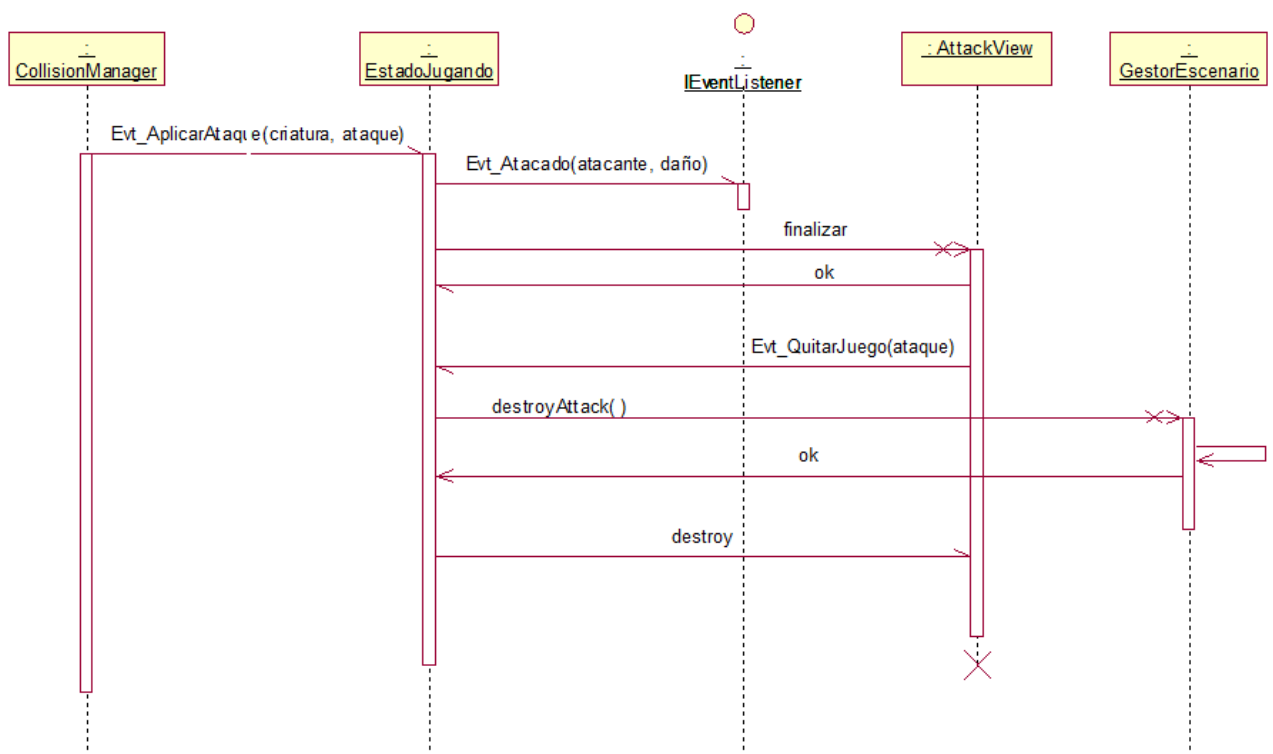 :
CollisionManager
:
EstadoJugando
:
IEventListener
: AttackView
:
GestorEscenario
Evt_AplicarAtaque(criatura, ataque)
Evt_Atacado(atacante, daño)
finalizar
ok
Evt_QuitarJuego(ataque)
destroyAttack( )
ok
destroy